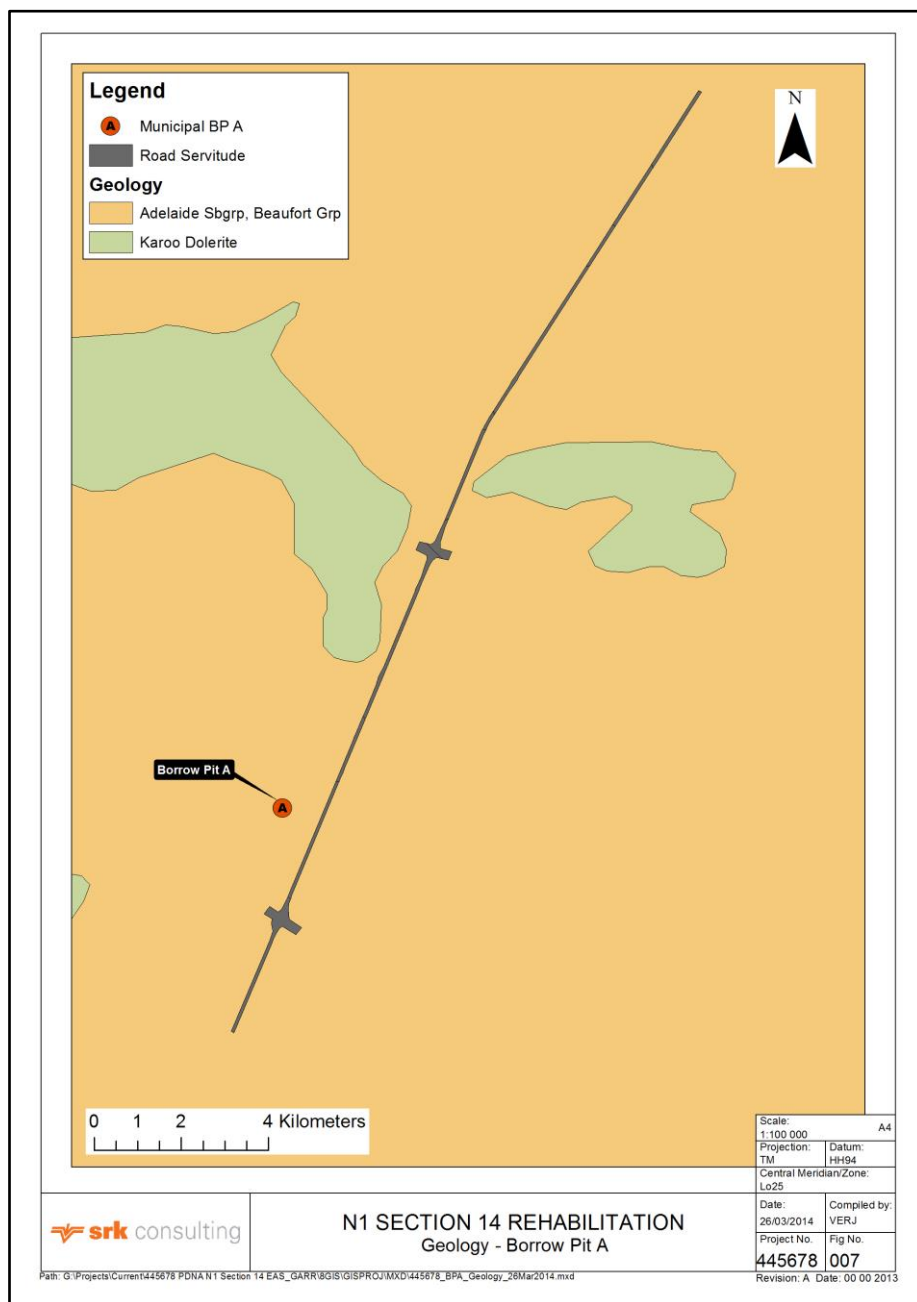 Legend
A Municipal BP A
Road Servitude
Geology
Adelaide Sbgrp, Beaufort Grp
Karoo Dolerite
N
Borrow Pit A
A
0 1 2 4 Kilometers
Scale:
1:100 000 A4
Projection: Datum:
TM HH94
Central Meridian/Zone:
Lo25
srk consulting
N1 SECTION 14 REHABILITATION
Geology - Borrow Pit A
Date: Compiled by:
26/03/2014 VERJ
Project No. Fig No.
445678 007
Path: G:\Projects\Current\445678 PDNA N1 Section 14 EAS_GARR\8GIS\GISPROJ\MXD\445678_BPA_Geology_26Mar2014.mxd
Revision: A Date: 00 00 2013